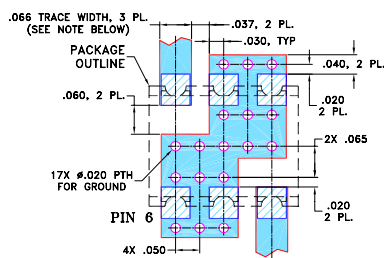 .066 TRACE WIDTH, 3 PL.
(SEE NOTE BELOW)
.037, 2 PL.
.030, TYP
PACKAGE
OUTLINE
.040, 2 PL.
.060, 2 PL.
.020
2 PL.
2X .065
17X ø.020 PTH
FOR GROUND
PIN 6
.020
2 PL.
4X .050